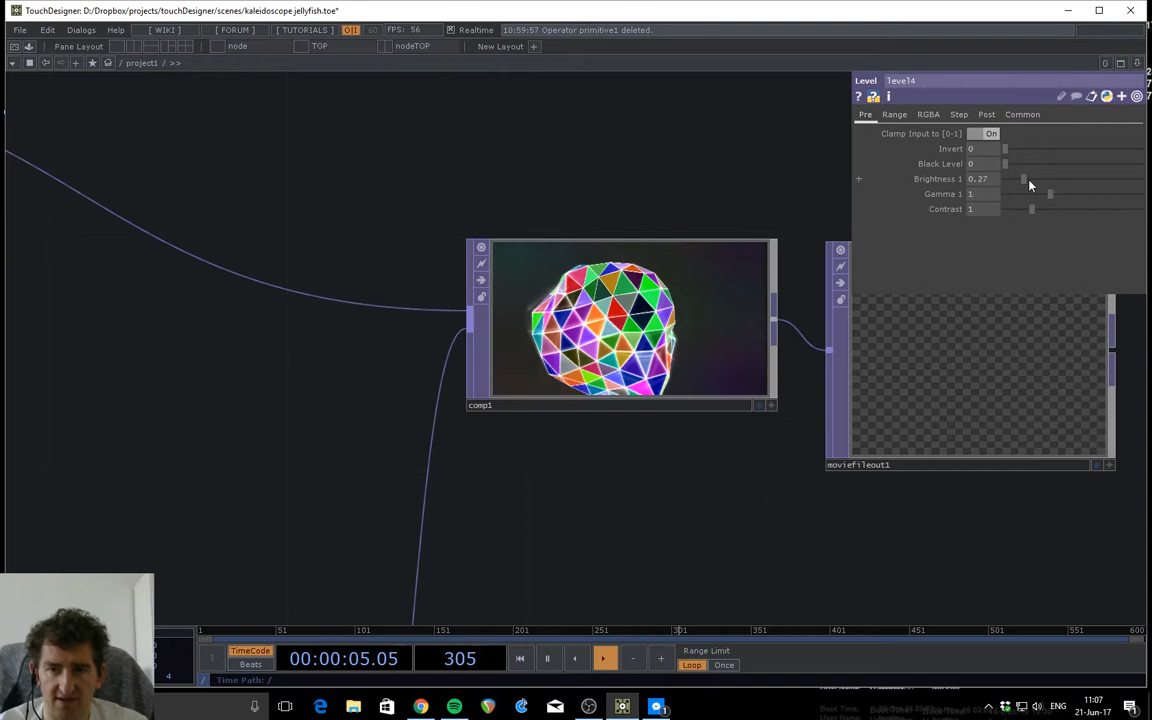 TouchDesigner: D:/Dropbox/projects/touchDesigner/scenes/kaleidoscope jellyfish.toe*
File Edit Dialogs Help [ WIKI ] [ FORUM ] [ TUTORIALS ] O|I FPS: 56 60 Realtime 10:59:57 Operator primitive1 deleted.
Pane Layout node TOP nodeTOP New Layout +
/ project1 / >> 0
Level level4
? ? i
Pre Range RGBA Step Post Common
Clamp Input to [0-1] On
Invert 0
Black Level 0
+ Brightness 1 0.27
Gamma 1 1
Contrast 1
comp1
moviefileout1
1 51 101 151 201 251 301 351 401 451 501 551 600
TimeCode
Beats
00:00:05.05
305
Range Limit
Loop Once
4
/ Time Path: /
ENG
11:07
21-Jun-17